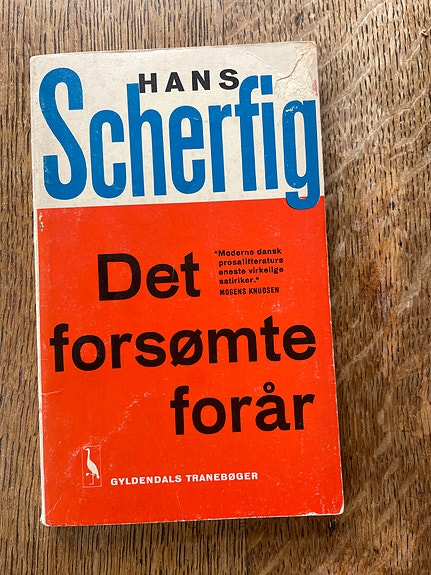 HANS
Scherfig
Det
forsømte
forår
"Moderne dansk
prosalitteraturs
eneste virkelige
satiriker."
MOGENS KNUDSEN
GYLDENDALS TRANEBØGER